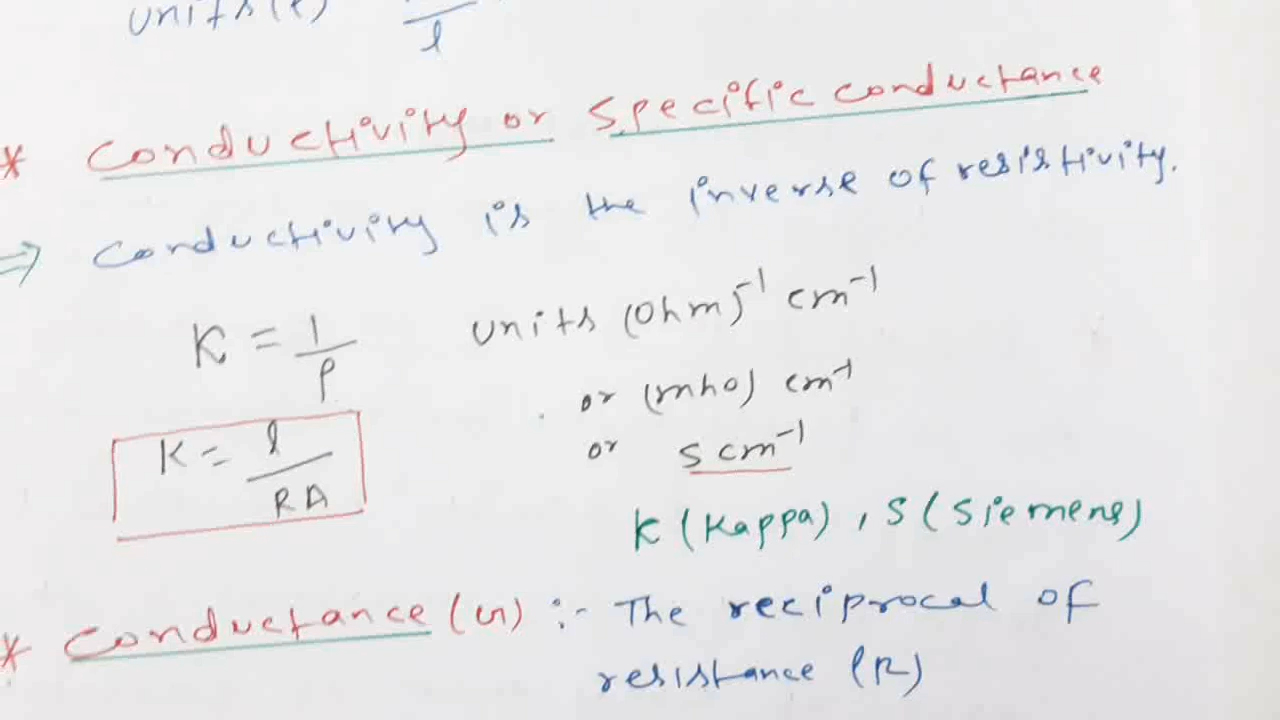 units(ρ)
l
* Conductivity or Specific conductance
⇒ Conductivity is the inverse of resistivity.
K = 1/ρ units (ohm)⁻¹ cm⁻¹
or (mho) cm⁻¹
K = l/RA
or S cm⁻¹
K (Kappa), S (Siemens)
* Conductance (G) :- The reciprocal of
resistance (R)